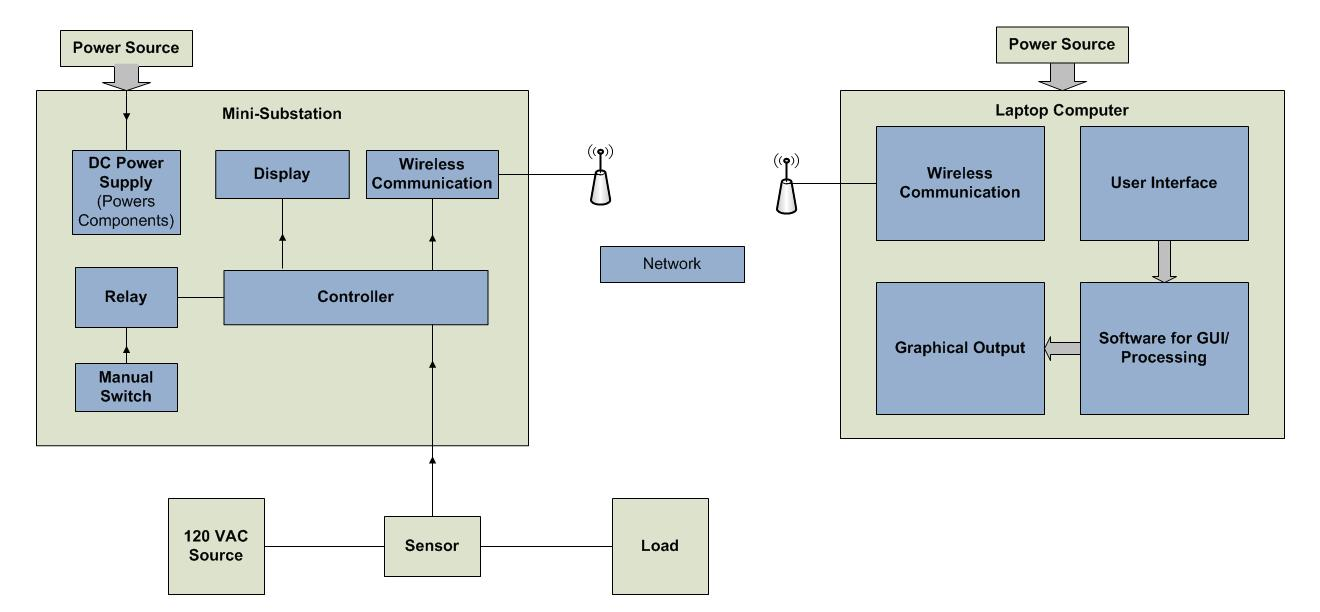 Power Source
Power Source
Mini-Substation
Laptop Computer
DC Power
Supply
(Powers
Components)
Display
Wireless
Communication
Wireless
Communication
User Interface
Network
Relay
Controller
Graphical Output
Software for GUI/
Processing
Manual
Switch
120 VAC
Source
Sensor
Load